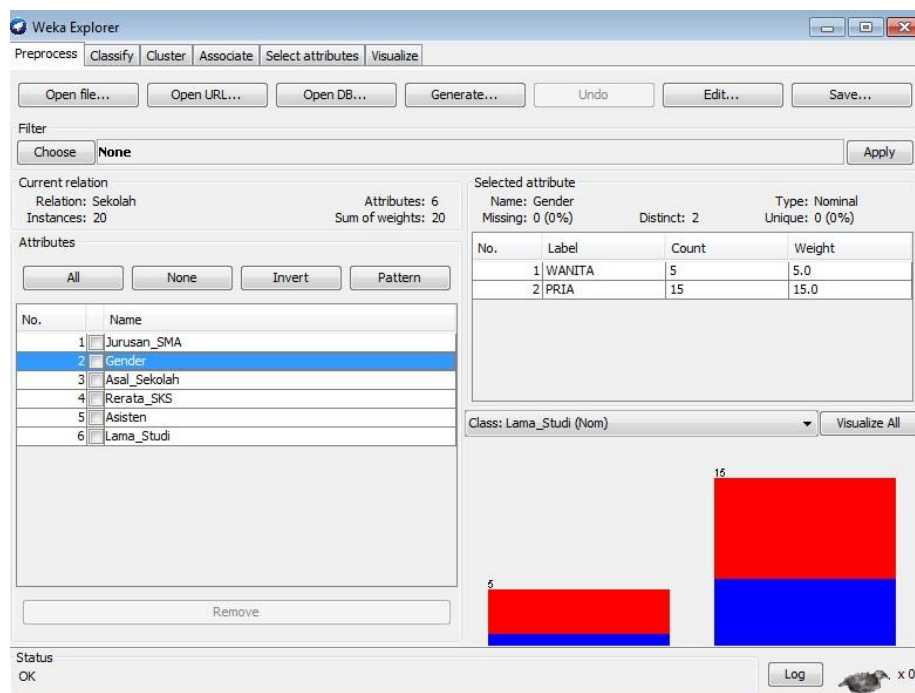 Weka Explorer
Preprocess Classify Cluster Associate Select attributes Visualize
Open file... Open URL... Open DB... Generate... Undo Edit... Save...
Filter
Choose None Apply
Current relation
Relation: Sekolah Attributes: 6
Instances: 20 Sum of weights: 20
Attributes
All None Invert Pattern
No. Name
1 Jurusan_SMA
2 Gender
3 Asal_Sekolah
4 Rerata_SKS
5 Asisten
6 Lama_Studi
Remove
Selected attribute
Name: Gender Type: Nominal
Missing: 0 (0%) Distinct: 2 Unique: 0 (0%)
No. Label Count Weight
1 WANITA 5 5.0
2 PRIA 15 15.0
Class: Lama_Studi (Nom) Visualize All
15
5
Status
OK Log x 0